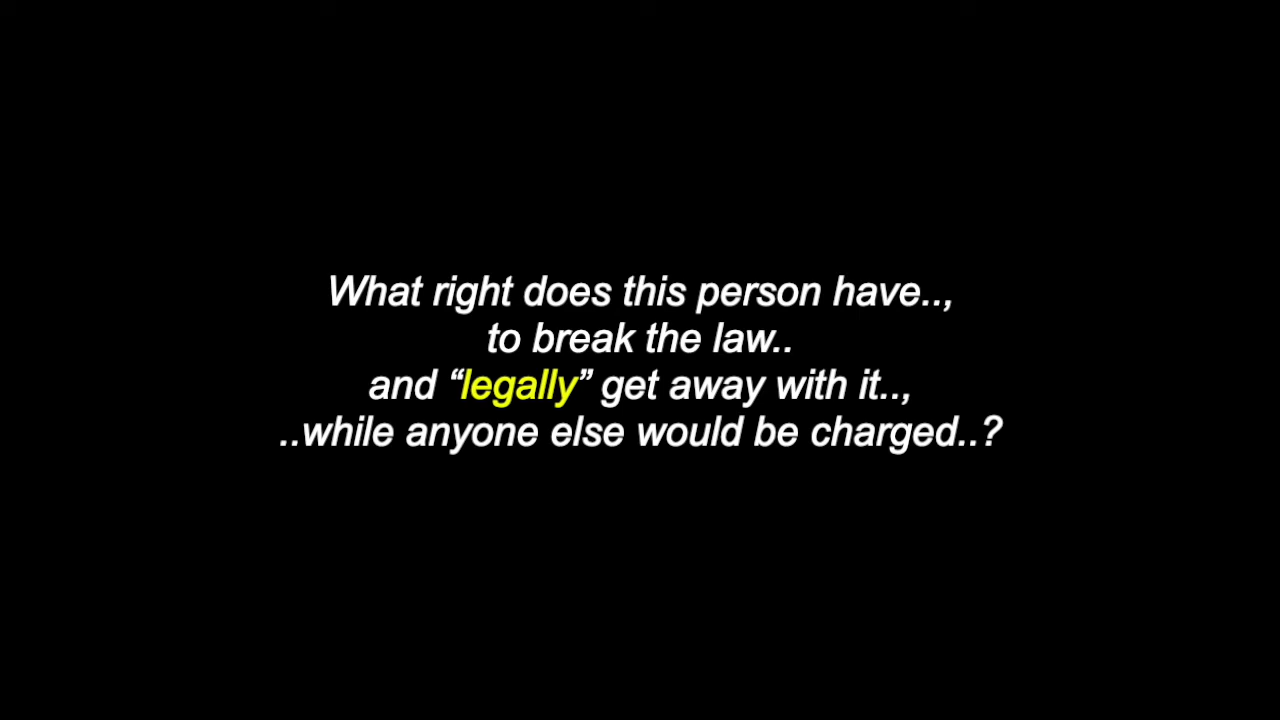 What right does this person have..,
to break the law..
and “legally” get away with it..,
..while anyone else would be charged..?